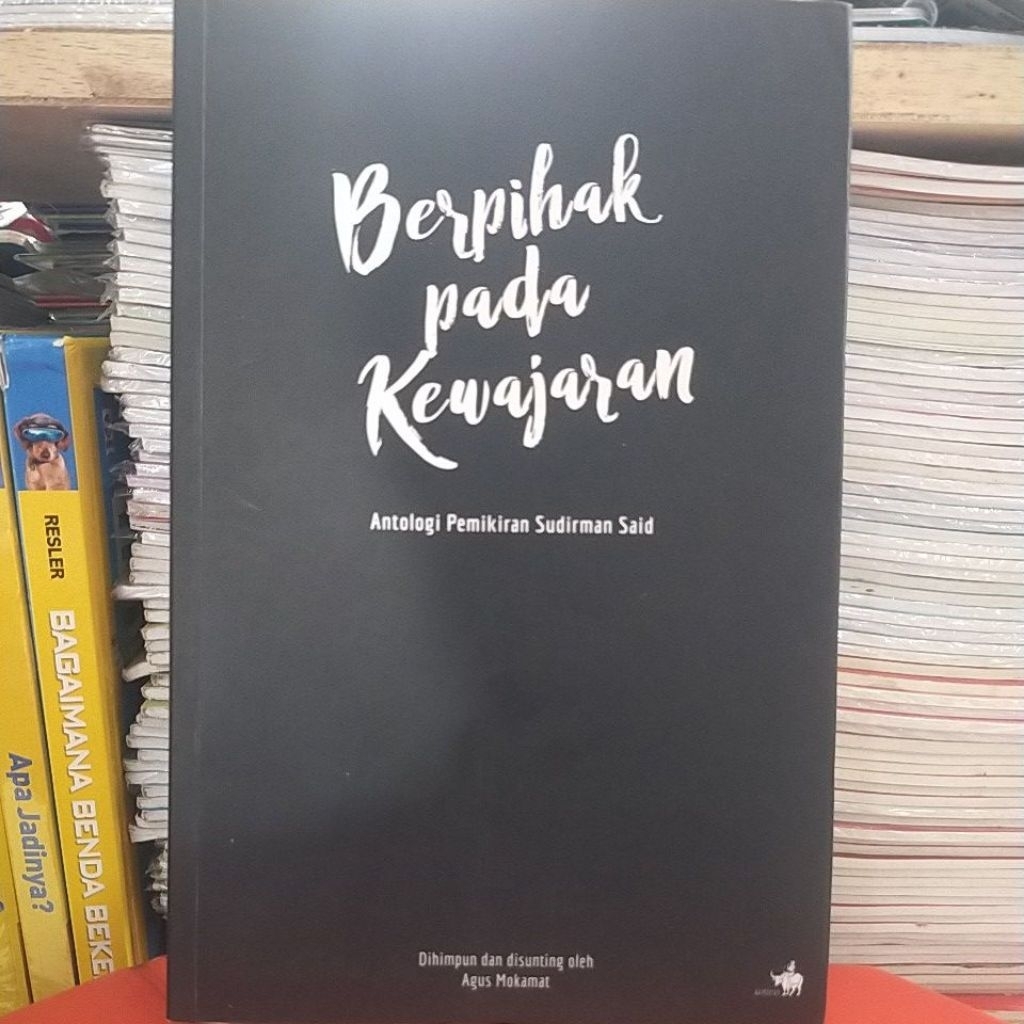 Berpihak
pada
Kewajaran
Antologi Pemikiran Sudirman Said
Dihimpun dan disunting oleh
Agus Mokamat
RESLER
BAGAIMANA BENDA BEKE
Apa Jadinya?